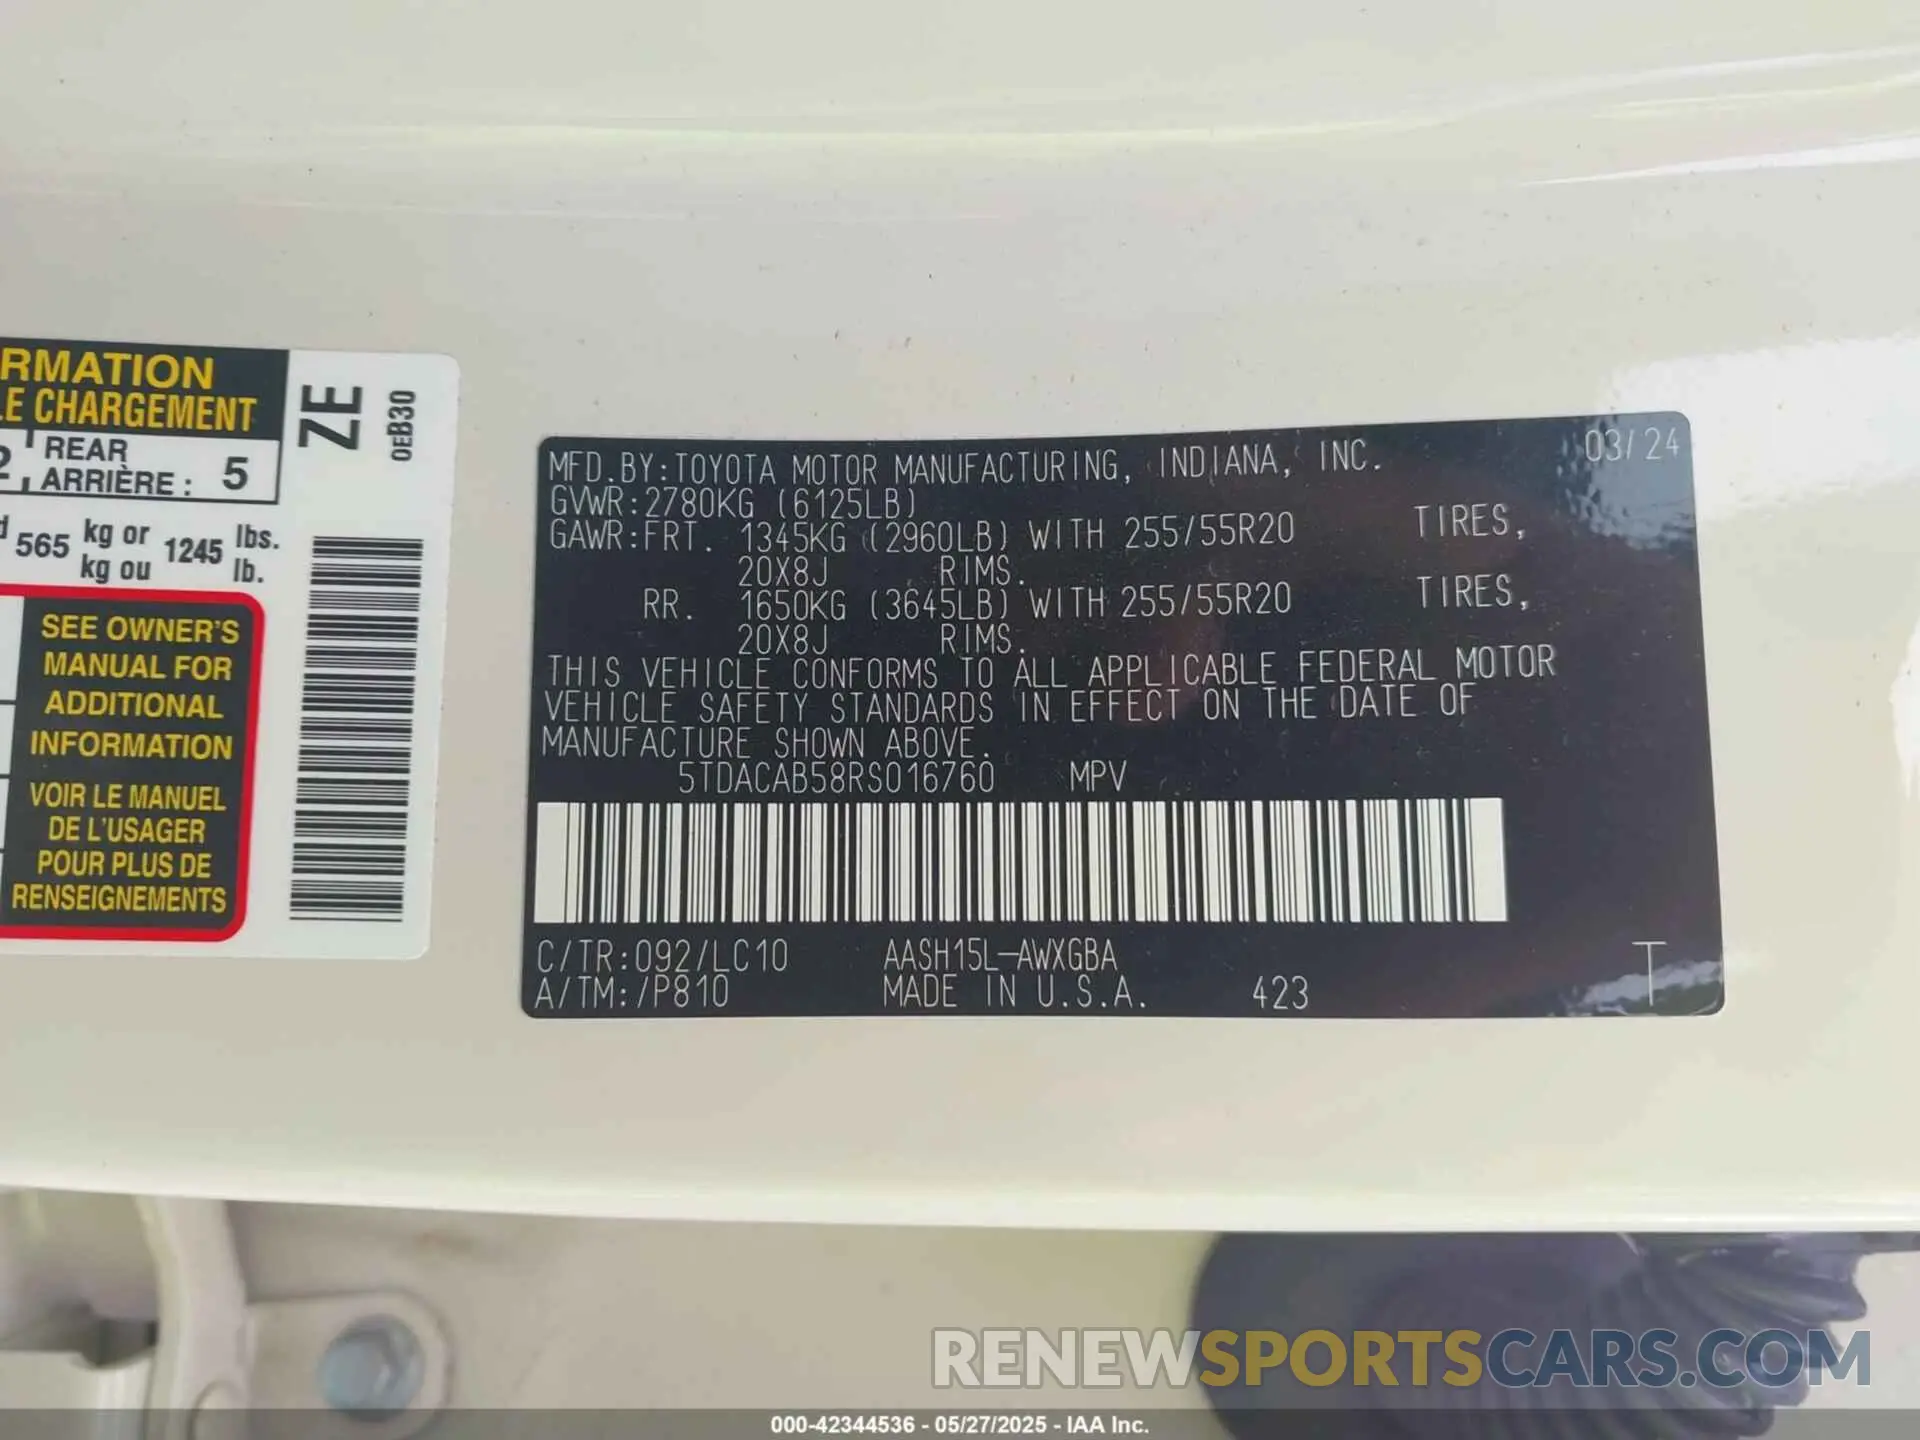 RMATION
LE CHARGEMENT
2, REAR
ARRIÈRE : 5
565 kg or 1245 lbs.
kg ou lb.
SEE OWNER'S
MANUAL FOR
ADDITIONAL
INFORMATION
VOIR LE MANUEL
DE L'USAGER
POUR PLUS DE
RENSEIGNEMENTS
ZE
0EB30
MFD.BY:TOYOTA MOTOR MANUFACTURING, INDIANA, INC. 03/24
GVWR:2780KG (6125LB)
GAWR:FRT. 1345KG (2960LB) WITH 255/55R20 TIRES,
20X8J RIMS.
RR. 1650KG (3645LB) WITH 255/55R20 TIRES,
20X8J RIMS.
THIS VEHICLE CONFORMS TO ALL APPLICABLE FEDERAL MOTOR
VEHICLE SAFETY STANDARDS IN EFFECT ON THE DATE OF
MANUFACTURE SHOWN ABOVE.
5TDACAB58RS016760 MPV
C/TR:092/LC10 AASH15L-AWXGBA
A/TM:/P810 MADE IN U.S.A. 423 T
RENEWSPORTSCARS.COM
000-42344536 - 05/27/2025 - IAA Inc.